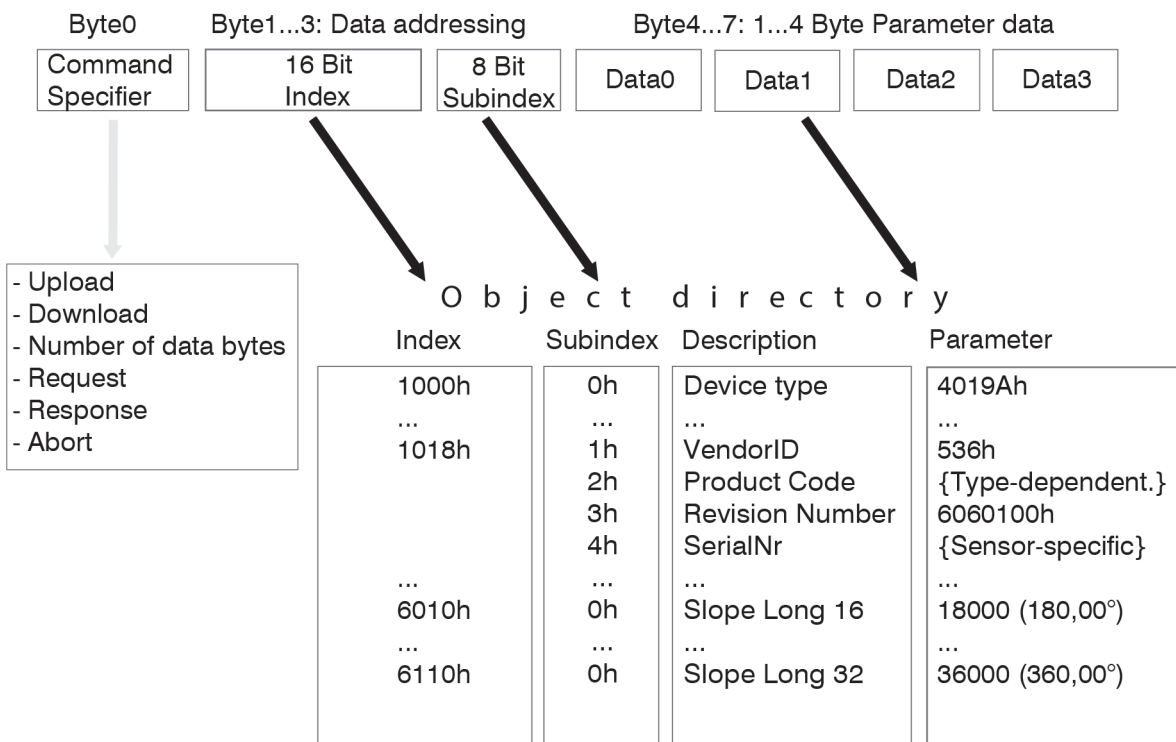 Byte0 Byte1...3: Data addressing Byte4...7: 1...4 Byte Parameter data
Command Specifier
16 Bit Index
8 Bit Subindex
Data0 Data1 Data2 Data3
- Upload
- Download
- Number of data bytes
- Request
- Response
- Abort
Object directory
Index Subindex Description Parameter
1000h 0h Device type 4019Ah
... ... ... ...
1018h 1h VendorID 536h
2h Product Code {Type-dependent.}
3h Revision Number 6060100h
4h SerialNr {Sensor-specific}
... ... ... ...
6010h 0h Slope Long 16 18000 (180,00°)
... ... ... ...
6110h 0h Slope Long 32 36000 (360,00°)